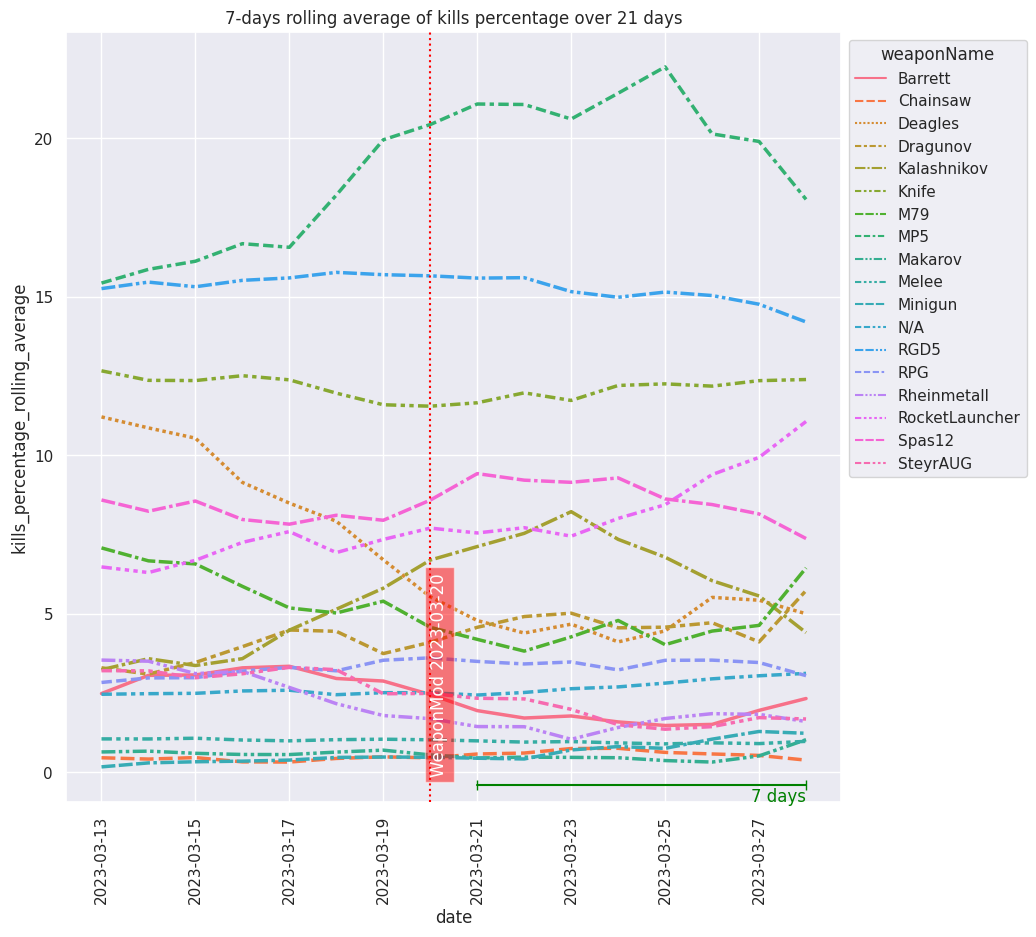 7-days rolling average of kills percentage over 21 days
kills_percentage_rolling_average
20
15
10
5
0
WeaponMod 2023-03-20
7 days
2023-03-13
2023-03-15
2023-03-17
2023-03-19
2023-03-21
2023-03-23
2023-03-25
2023-03-27
date
weaponName
Barrett
Chainsaw
Deagles
Dragunov
Kalashnikov
Knife
M79
MP5
Makarov
Melee
Minigun
N/A
RGD5
RPG
Rheinmetall
RocketLauncher
Spas12
SteyrAUG